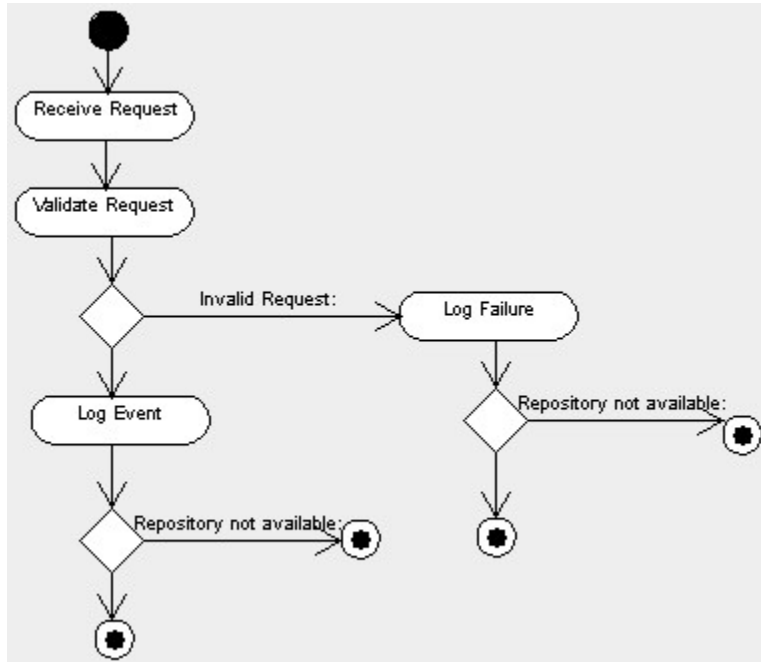 Receive Request
Validate Request
Invalid Request:
Log Failure
Repository not available:
Log Event
Repository not available: